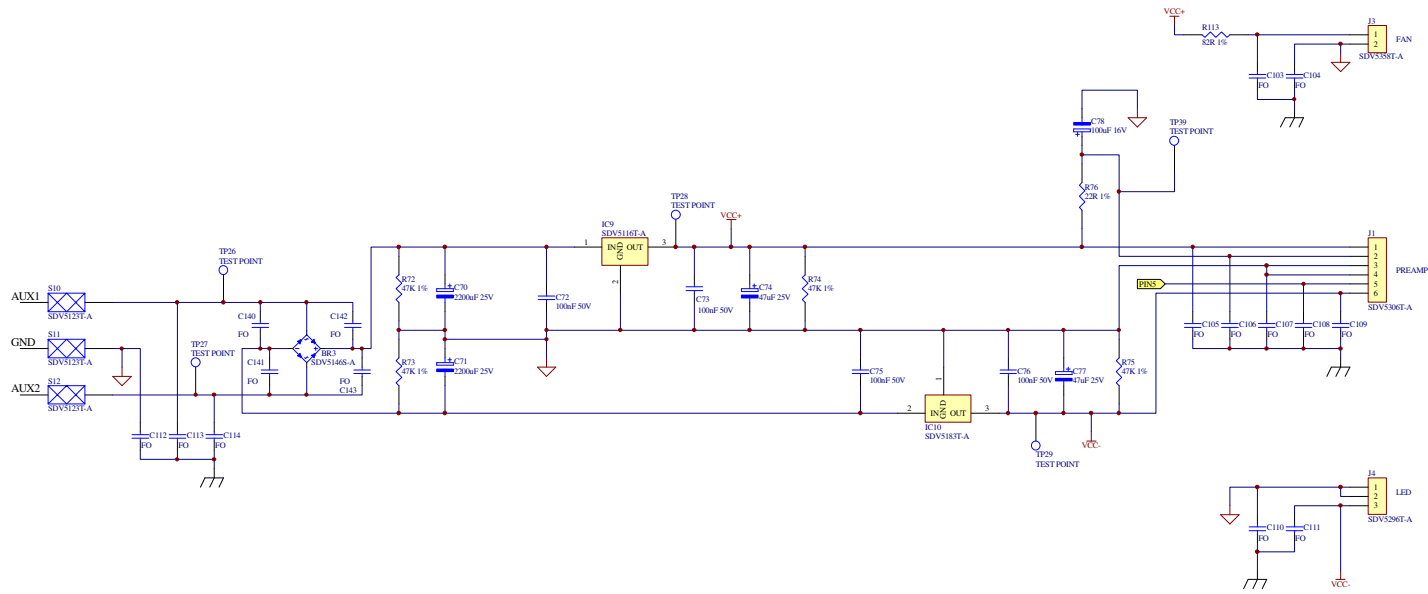 VCC+
R113
82R 1%
J3
1
2
FAN
SDV5358T-A
C103
FO
C104
FO
C78
100uF 16V
TP39
TEST POINT
R76
22R 1%
TP28
TEST POINT
VCC+
IC9
SDV5116T-A
1
IN
GND
OUT
3
2
J1
1
2
3
4
5
6
PREAMP
SDV5306T-A
PIN5
TP26
TEST POINT
R72
47K 1%
C70
2200uF 25V
C72
100nF 50V
C73
100nF 50V
C74
47uF 25V
R74
47K 1%
AUX1
S10
SDV5123T-A
C140
FO
C142
FO
C105
FO
C106
FO
C107
FO
C108
FO
C109
FO
GND
S11
SDV5123T-A
TP27
TEST POINT
C141
FO
BR3
SDV5146S-A
FO
C143
R73
47K 1%
C71
2200uF 25V
C75
100nF 50V
C76
100nF 50V
C77
47uF 25V
R75
47K 1%
AUX2
S12
SDV5123T-A
1
2
IN
GND
OUT
3
IC10
SDV5183T-A
C112
FO
C113
FO
C114
FO
TP29
TEST POINT
VCC-
J4
1
2
3
LED
SDV5296T-A
C110
FO
C111
FO
VCC-